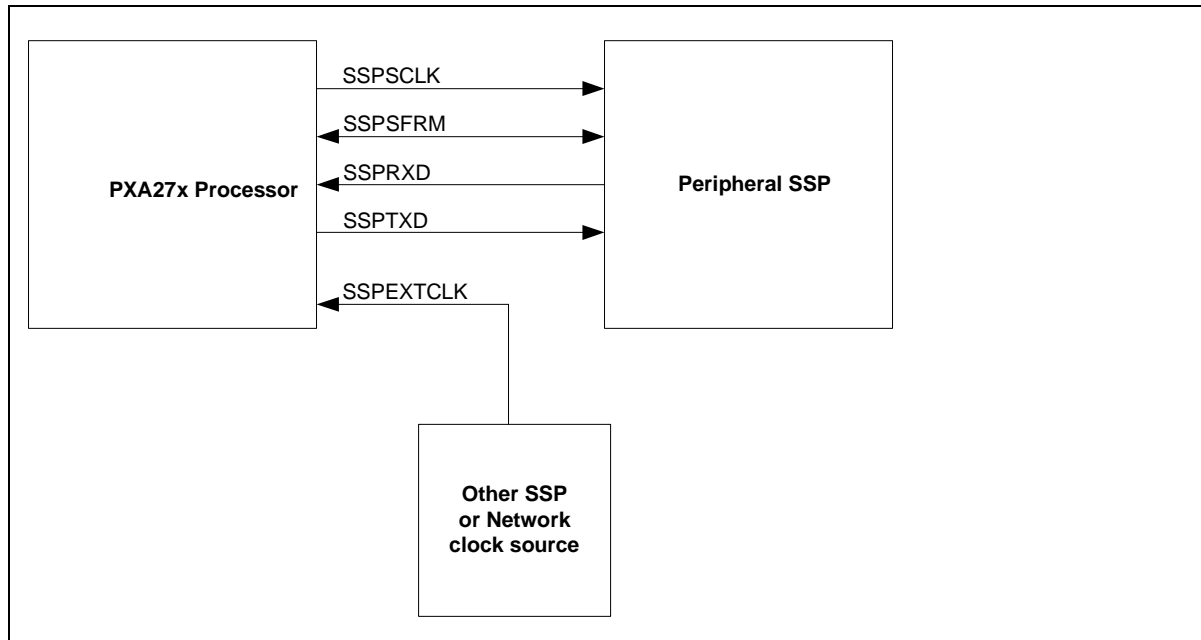 SSPSCLK
SSPSFRM
SSPRXD
SSPTXD
SSPEXTCLK
PXA27x Processor
Peripheral SSP
Other SSP
or Network
clock source